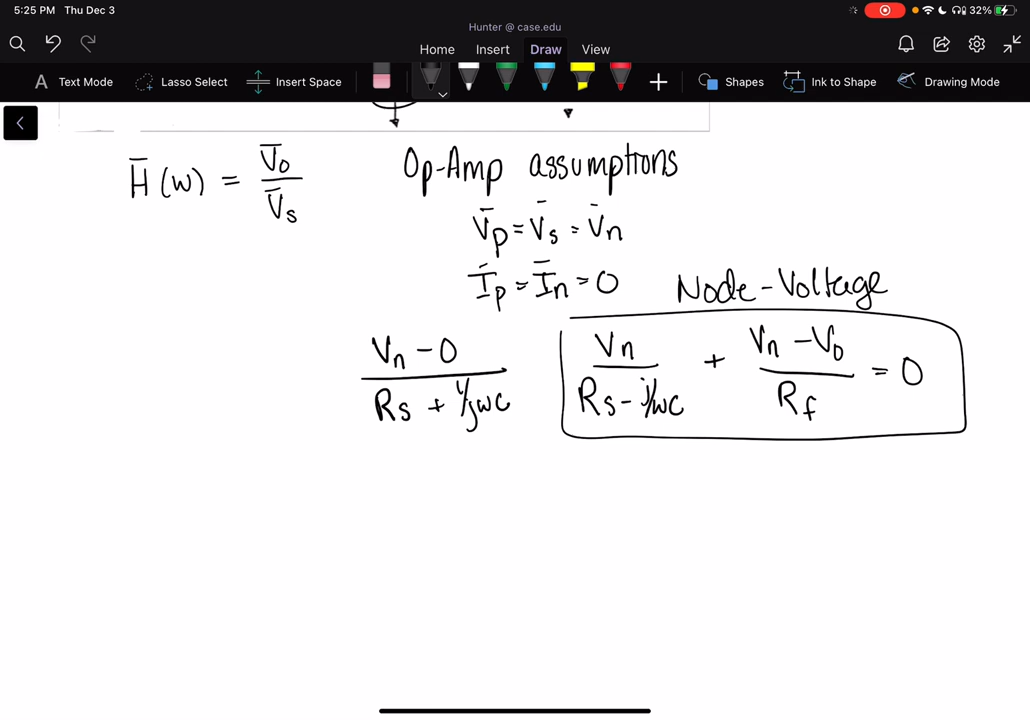 5:25 PM Thu Dec 3
32%
Hunter @ case.edu
Home Insert Draw View
Text Mode Lasso Select Insert Space Shapes Ink to Shape Drawing Mode
H̄(w) = V̄o / V̄s
Op-Amp assumptions
V̄p = V̄s = V̄n
Īp = Īn = 0
Node-Voltage
Vn - 0 / Rs + 1/jwc
Vn / Rs - j/wc + Vn - Vo / Rf = 0